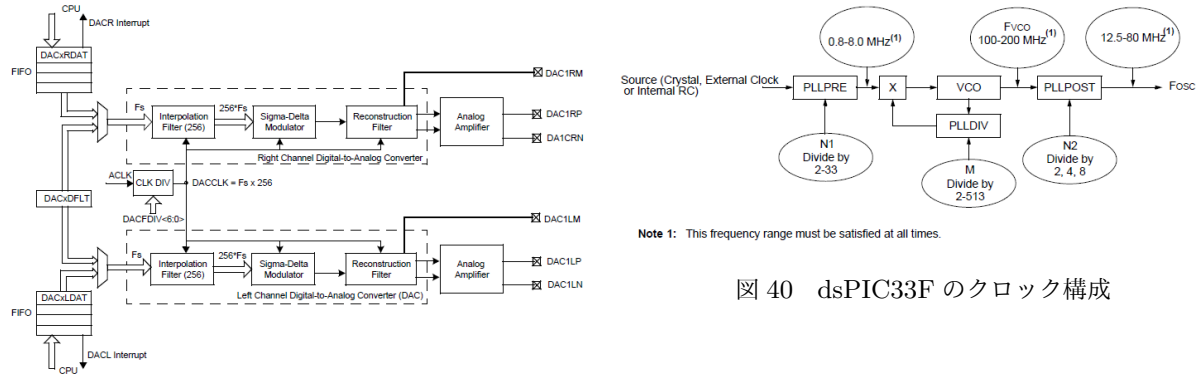 CPU
DACR Interrupt
DACxRDAT
FIFO
Fs
Interpolation
Filter (256)
256*Fs
Sigma-Delta
Modulator
Reconstruction
Filter
Analog
Amplifier
DAC1RM
DAC1RP
DA1CRN
Right Channel Digital-to-Analog Converter
ACLK
CLK DIV
DACCLK = Fs x 256
DACxDFLT
DACFDIV<6:0>
Fs
Interpolation
Filter (256)
256*Fs
Sigma-Delta
Modulator
Reconstruction
Filter
Analog
Amplifier
DAC1LM
DAC1LP
DAC1LN
Left Channel Digital-to-Analog Converter (DAC)
DACxLDAT
FIFO
DACL Interrupt
CPU
0.8-8.0 MHz(1)
FVCO
100-200 MHz(1)
12.5-80 MHz(1)
Source (Crystal, External Clock
or Internal RC)
PLLPRE
X
VCO
PLLPOST
FOSC
PLLDIV
N1
Divide by
2-33
M
Divide by
2-513
N2
Divide by
2, 4, 8
Note 1: This frequency range must be satisfied at all times.
図 40 dsPIC33F のクロック構成